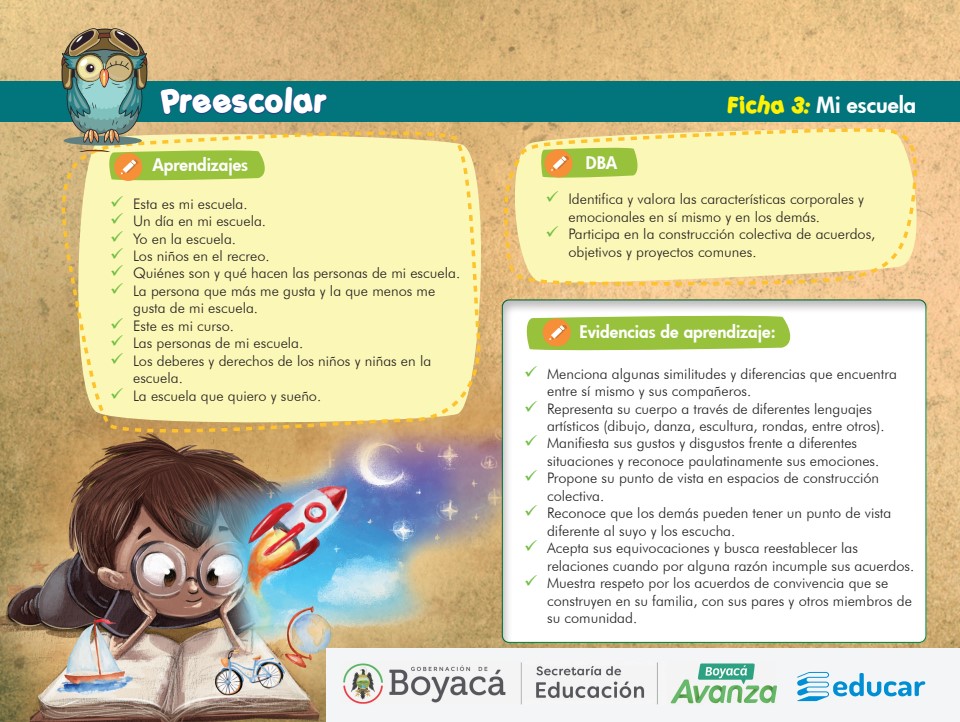 Preescolar
Ficha 3: Mi escuela
Aprendizajes
Esta es mi escuela.
Un día en mi escuela.
Yo en la escuela.
Los niños en el recreo.
Quiénes son y qué hacen las personas de mi escuela.
La persona que más me gusta y la que menos me
gusta de mi escuela.
Este es mi curso.
Las personas de mi escuela.
Los deberes y derechos de los niños y niñas en la
escuela.
La escuela que quiero y sueño.
DBA
Identifica y valora las características corporales y
emocionales en sí mismo y en los demás.
Participa en la construcción colectiva de acuerdos,
objetivos y proyectos comunes.
Evidencias de aprendizaje:
Menciona algunas similitudes y diferencias que encuentra
entre sí mismo y sus compañeros.
Representa su cuerpo a través de diferentes lenguajes
artísticos (dibujo, danza, escultura, rondas, entre otros).
Manifiesta sus gustos y disgustos frente a diferentes
situaciones y reconoce paulatinamente sus emociones.
Propone su punto de vista en espacios de construcción
colectiva.
Reconoce que los demás pueden tener un punto de vista
diferente al suyo y los escucha.
Acepta sus equivocaciones y busca reestablecer las
relaciones cuando por alguna razón incumple sus acuerdos.
Muestra respeto por los acuerdos de convivencia que se
construyen en su familia, con sus pares y otros miembros de
su comunidad.
GOBERNACIÓN DE
Boyacá
Secretaría de
Educación
Boyacá
Avanza
educar